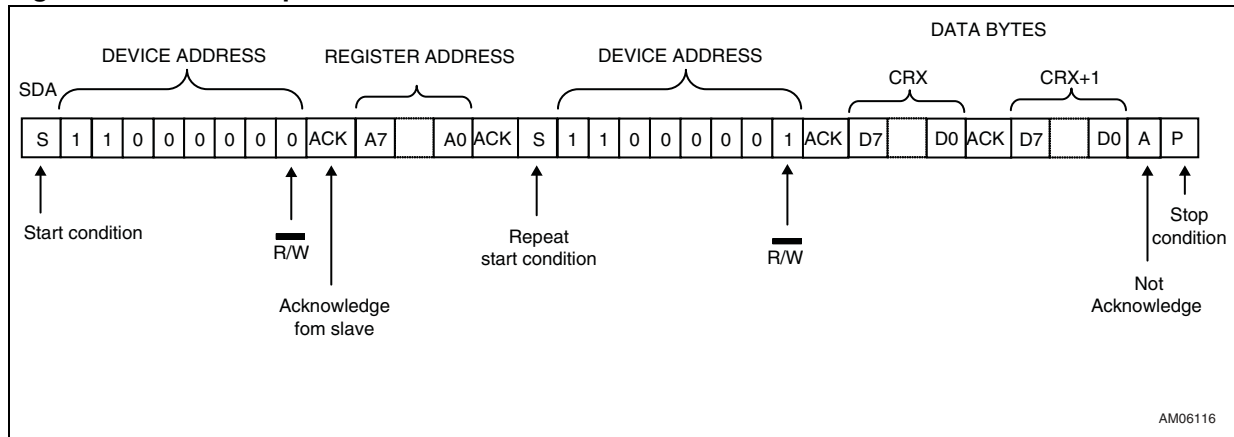 DATA BYTES
DEVICE ADDRESS REGISTER ADDRESS DEVICE ADDRESS CRX CRX+1
SDA
S 1 1 0 0 0 0 0 0 ACK A7 A0 ACK S 1 1 0 0 0 0 0 1 ACK D7 D0 ACK D7 D0 A P
Start condition
R/W
Acknowledge
fom slave
Repeat
start condition
R/W
Not
Acknowledge
Stop
condition
AM06116